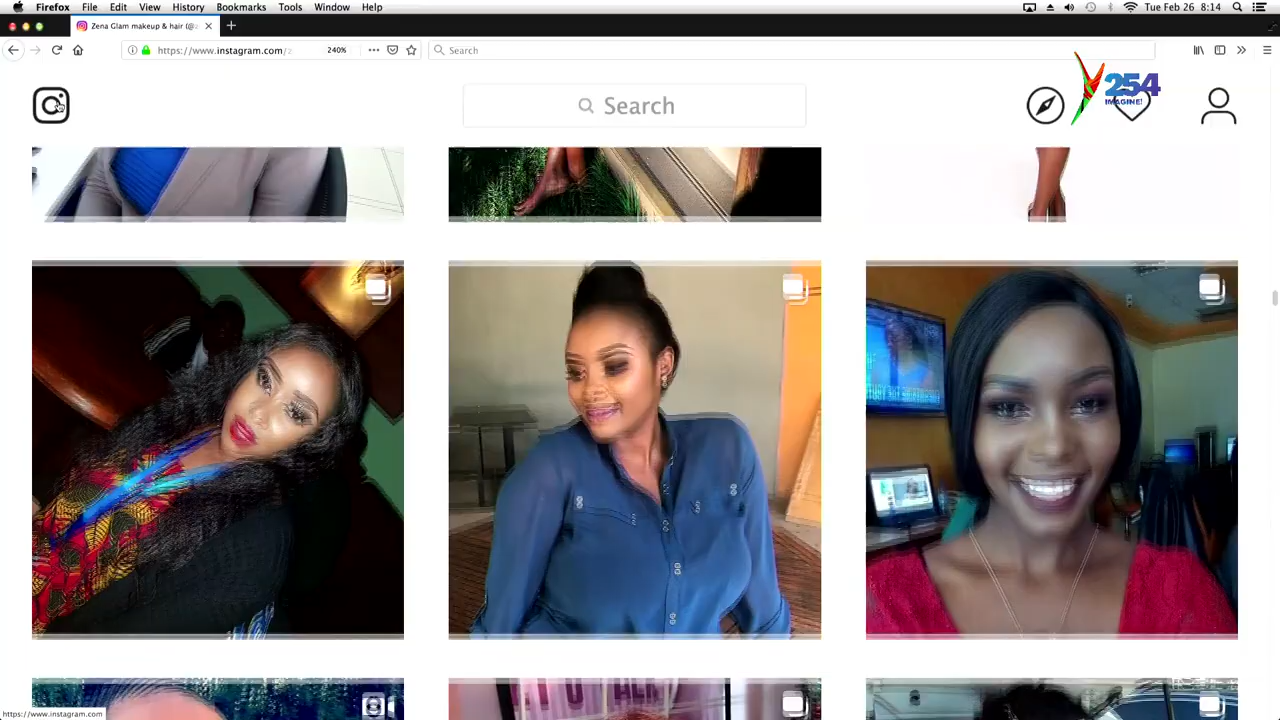 Firefox File Edit View History Bookmarks Tools Window Help
Tue Feb 26 8:14
Zena Glam makeup & hair (@z
https://www.instagram.com/z
240%
Search
Search
254
IMAGINE!
https://www.instagram.com